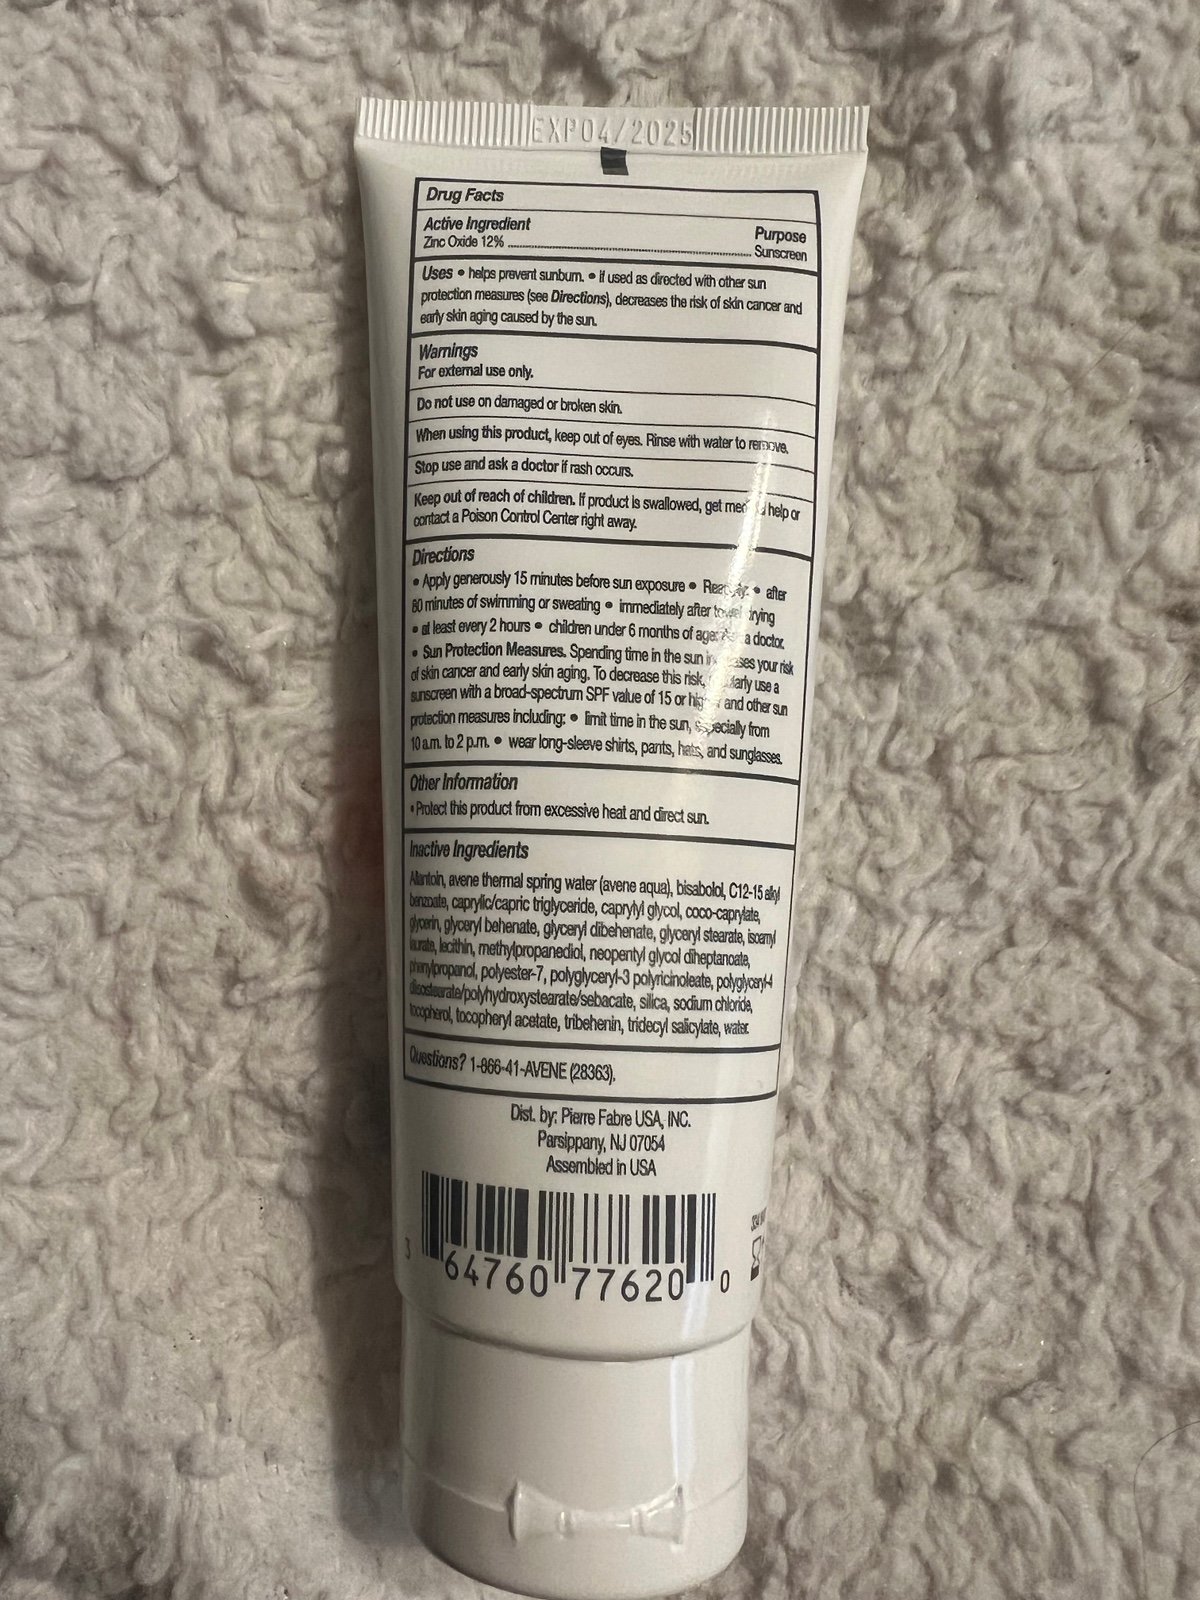 EXP04/2025
Drug Facts
Active Ingredient Purpose
Zinc Oxide 12% Sunscreen
Uses • helps prevent sunburn. • if used as directed with other sun
protection measures (see Directions), decreases the risk of skin cancer and
early skin aging caused by the sun.
Warnings
For external use only.
Do not use on damaged or broken skin.
When using this product, keep out of eyes. Rinse with water to remove.
Stop use and ask a doctor if rash occurs.
Keep out of reach of children. If product is swallowed, get help or
contact a Poison Control Center right away.
Directions
• Apply generously 15 minutes before sun exposure • • after
60 minutes of swimming or sweating • immediately after towel drying
• at least every 2 hours • children under 6 months of age: a doctor.
• Sun Protection Measures. Spending time in the sun your risk
of skin cancer and early skin aging. To decrease this risk, use a
sunscreen with a broad-spectrum SPF value of 15 or and other sun
protection measures including: • limit time in the sun, especially from
10 a.m. to 2 p.m. • wear long-sleeve shirts, pants, hats, and sunglasses.
Other Information
• Protect this product from excessive heat and direct sun.
Inactive Ingredients
Allantoin, avene thermal spring water (avene aqua), bisabolol, C12-15 alkyl
benzoate, caprylic/capric triglyceride, caprylyl glycol, coco-caprylate,
glycerin, glyceryl behenate, glyceryl dibehenate, glyceryl stearate, isoamyl
laurate, lecithin, methylpropanediol, neopentyl glycol diheptanoate,
phenylpropanol, polyester-7, polyglyceryl-3 polyricinoleate, polyglyceryl-4
diisostearate/polyhydroxystearate/sebacate, silica, sodium chloride,
tocopherol, tocopheryl acetate, tribehenin, tridecyl salicylate, water.
Questions? 1-866-41-AVENE (28363).
Dist. by: Pierre Fabre USA, INC.
Parsippany, NJ 07054
Assembled in USA
3 64760 77620 0